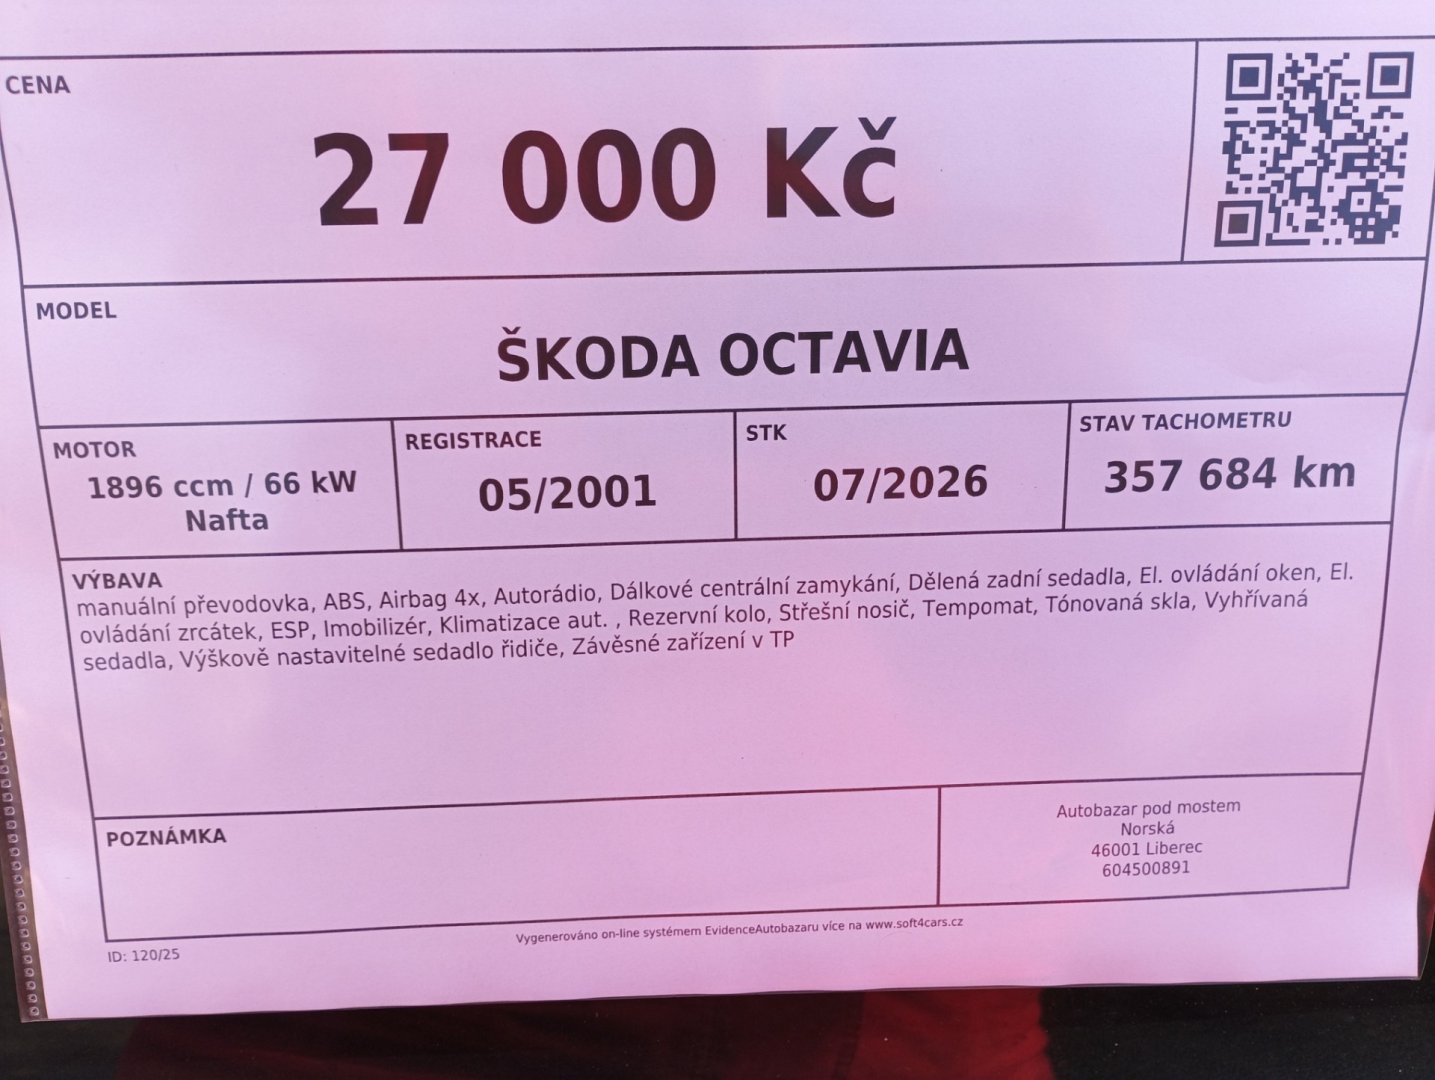 CENA
27 000 Kč
MODEL
ŠKODA OCTAVIA
MOTOR
1896 ccm / 66 kW
Nafta
REGISTRACE
05/2001
STK
07/2026
STAV TACHOMETRU
357 684 km
VÝBAVA
manuální převodovka, ABS, Airbag 4x, Autorádio, Dálkové centrální zamykání, Dělená zadní sedadla, El. ovládání oken, El.
ovládání zrcátek, ESP, Imobilizér, Klimatizace aut. , Rezervní kolo, Střešní nosič, Tempomat, Tónovaná skla, Vyhřívaná
sedadla, Výškově nastavitelné sedadlo řidiče, Závěsné zařízení v TP
POZNÁMKA
Autobazar pod mostem
Norská
46001 Liberec
604500891
Vygenerováno on-line systémem EvidenceAutobazaru více na www.soft4cars.cz
ID: 120/25